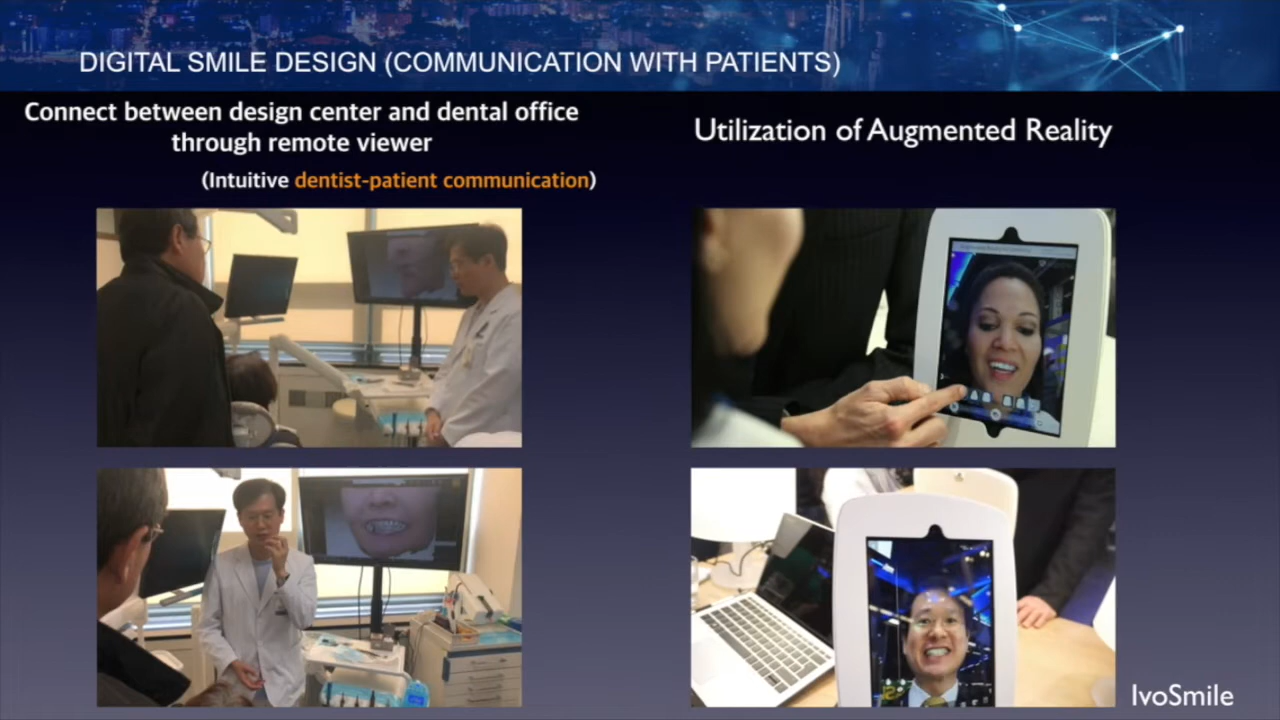 DIGITAL SMILE DESIGN (COMMUNICATION WITH PATIENTS)
Connect between design center and dental office
through remote viewer
(Intuitive dentist-patient communication)
Utilization of Augmented Reality
IvoSmile